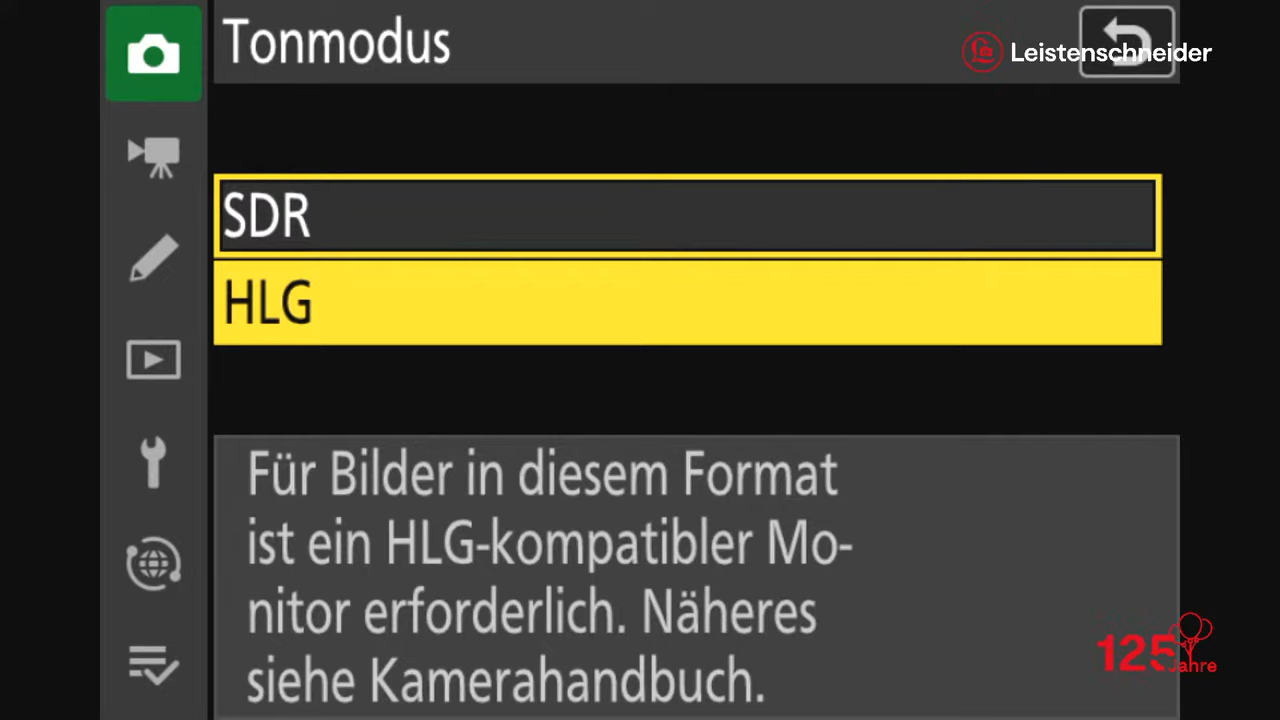 Tonmodus
Leistenschneider
SDR
HLG
Für Bilder in diesem Format
ist ein HLG-kompatibler Mo-
nitor erforderlich. Näheres
siehe Kamerahandbuch.
125
Jahre